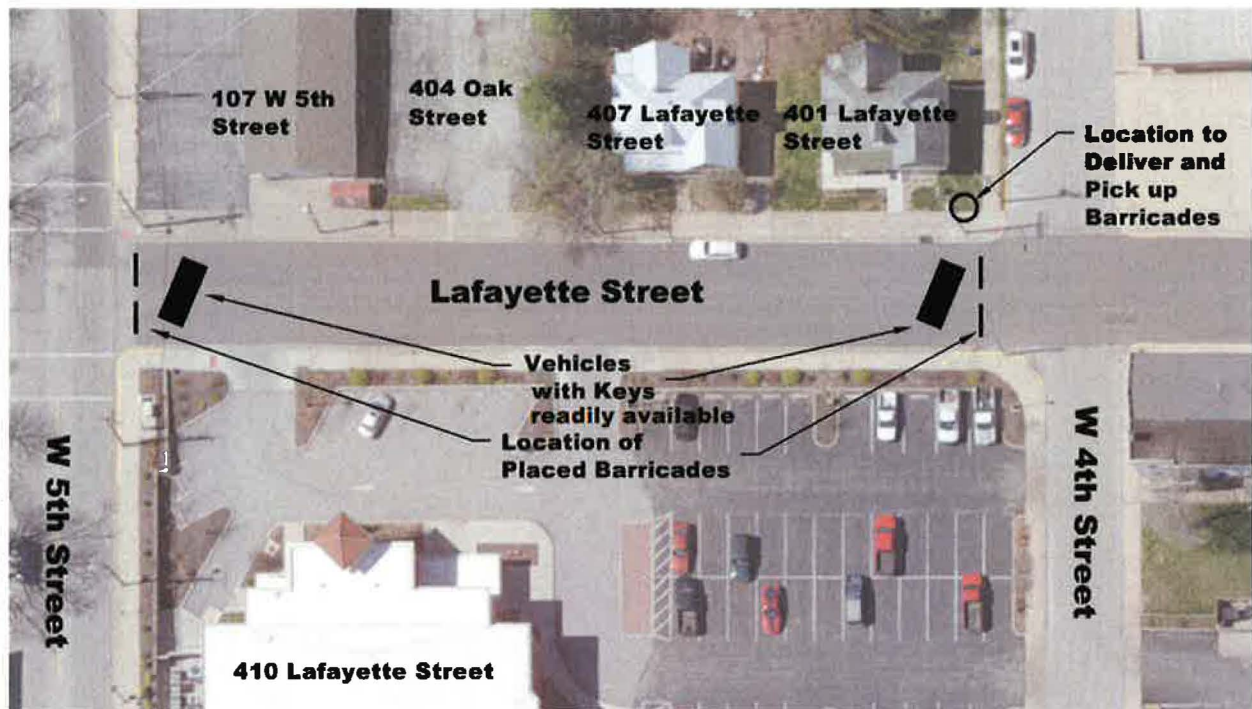 107 W 5th
Street
404 Oak
Street
407 Lafayette
Street
401 Lafayette
Street
Location to
Deliver and
Pick up
Barricades
Lafayette Street
Vehicles
with Keys
readily available
Location of
Placed Barricades
W 5th Street
W 4th Street
410 Lafayette Street